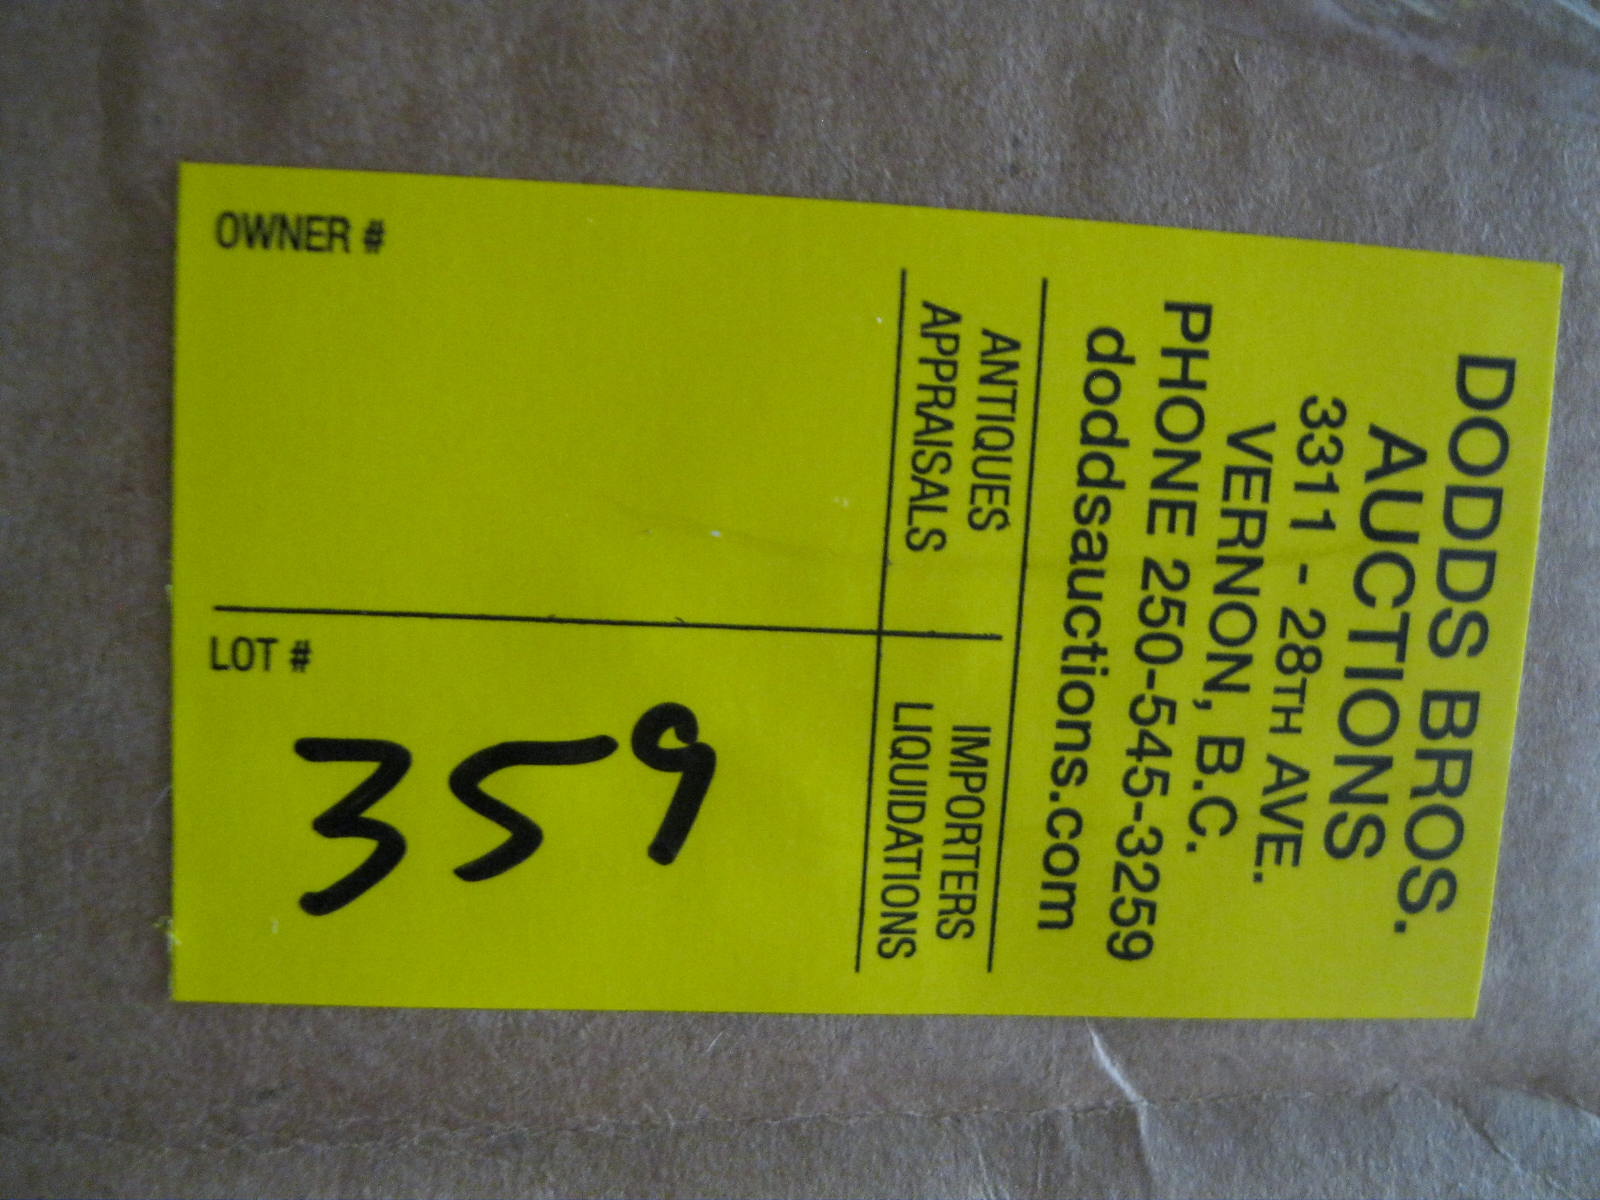 DODDS BROS.
AUCTIONS
3311 - 28TH AVE.
VERNON, B.C.
PHONE 250-545-3259
doddsauctions.com
ANTIQUES
APPRAISALS
IMPORTERS
LIQUIDATIONS
OWNER #
LOT #
359